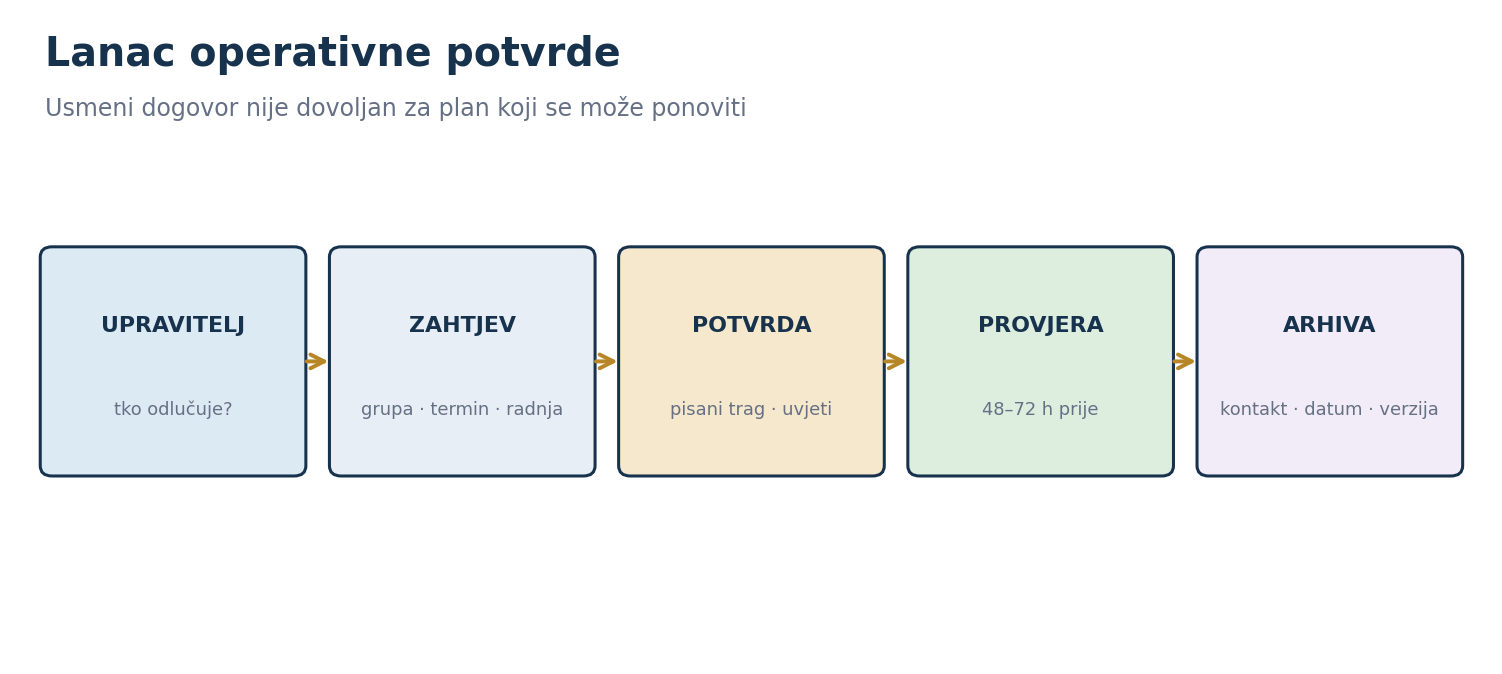 Lanac operativne potvrde
Usmeni dogovor nije dovoljan za plan koji se može ponoviti
UPRAVITELJ
tko odlučuje?
ZAHTJEV
grupa · termin · radnja
POTVRDA
pisani trag · uvjeti
PROVJERA
48–72 h prije
ARHIVA
kontakt · datum · verzija